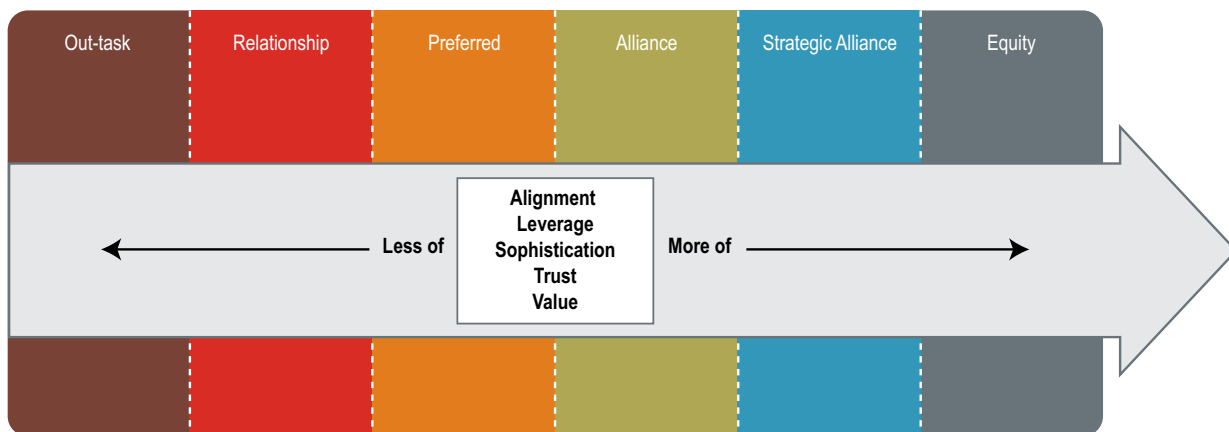 Out-task
Relationship
Preferred
Alliance
Strategic Alliance
Equity
Less of
Alignment
Leverage
Sophistication
Trust
Value
More of